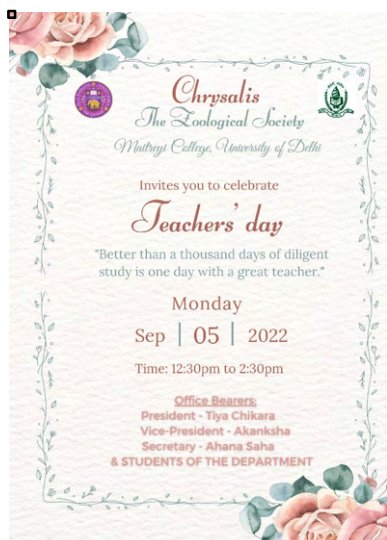 Chrysalis
The Zoological Society
Maitreyi College, University of Delhi
Invites you to celebrate
Teachers' day
"Better than a thousand days of diligent
study is one day with a great teacher."
Monday
Sep | 05 | 2022
Time: 12:30pm to 2:30pm
Office Bearers:
President - Tiya Chikara
Vice-President - Akanksha
Secretary - Ahana Saha
& STUDENTS OF THE DEPARTMENT